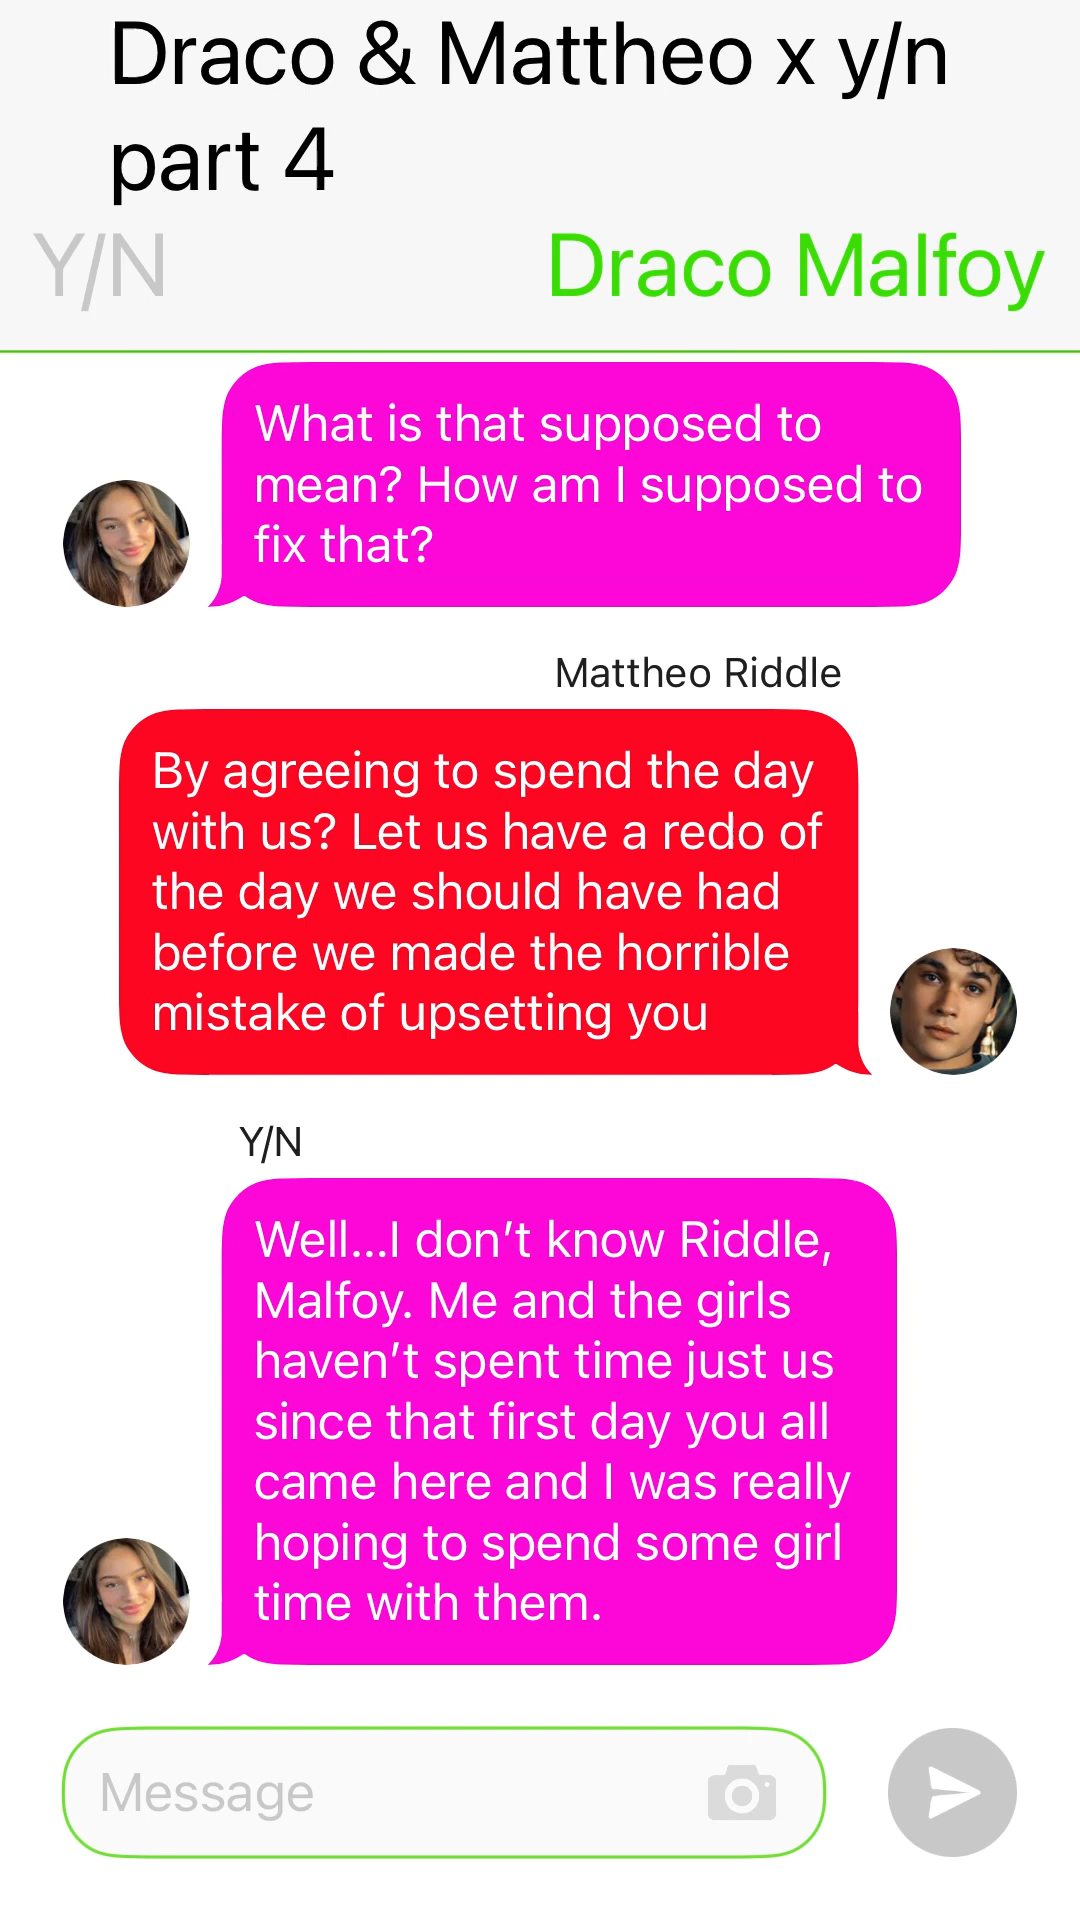 Draco & Mattheo x y/n
part 4
Y/N
Draco Malfoy
What is that supposed to
mean? How am I supposed to
fix that?
Mattheo Riddle
By agreeing to spend the day
with us? Let us have a redo of
the day we should have had
before we made the horrible
mistake of upsetting you
Y/N
Well...I don’t know Riddle,
Malfoy. Me and the girls
haven’t spent time just us
since that first day you all
came here and I was really
hoping to spend some girl
time with them.
Message